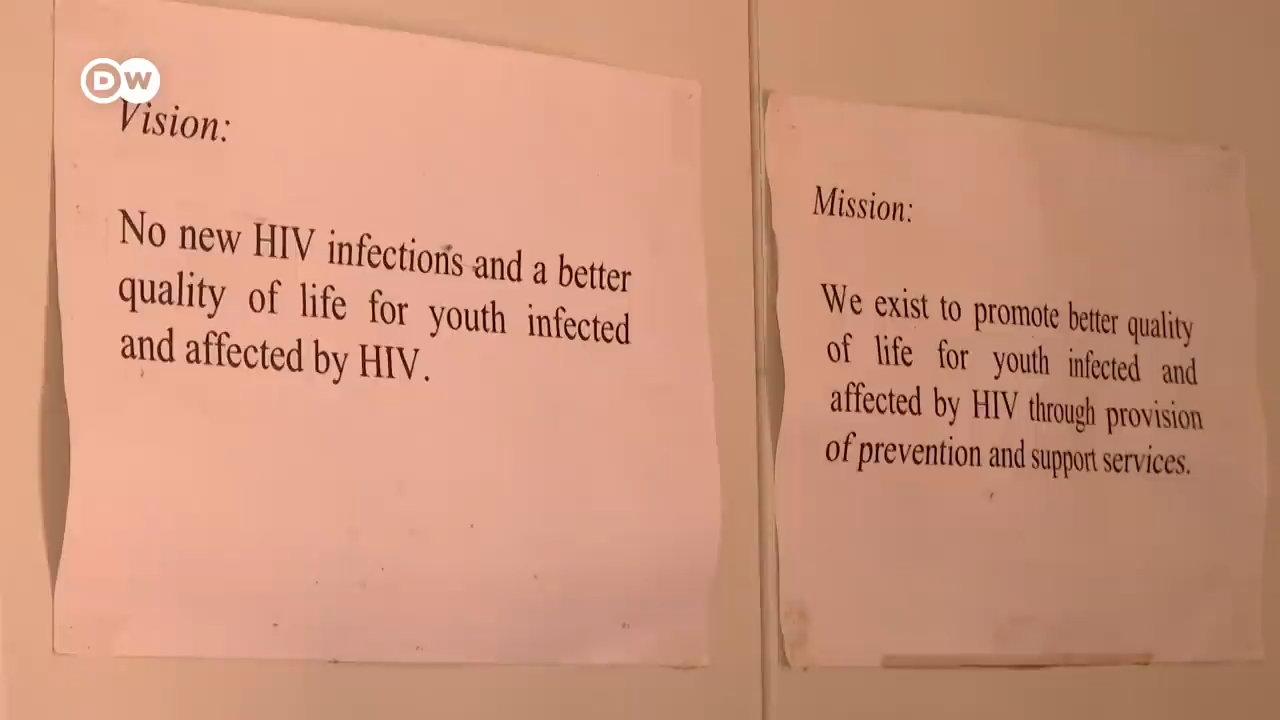 DW
Vision:
No new HIV infections and a better
quality of life for youth infected
and affected by HIV.
Mission:
We exist to promote better quality
of life for youth infected and
affected by HIV through provision
of prevention and support services.